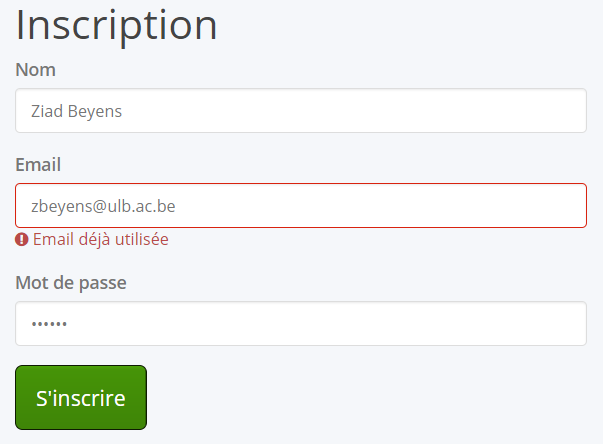 Inscription
Nom
Ziad Beyens
Email
zbeyens@ulb.ac.be
Email déjà utilisée
Mot de passe
••••••
S'inscrire